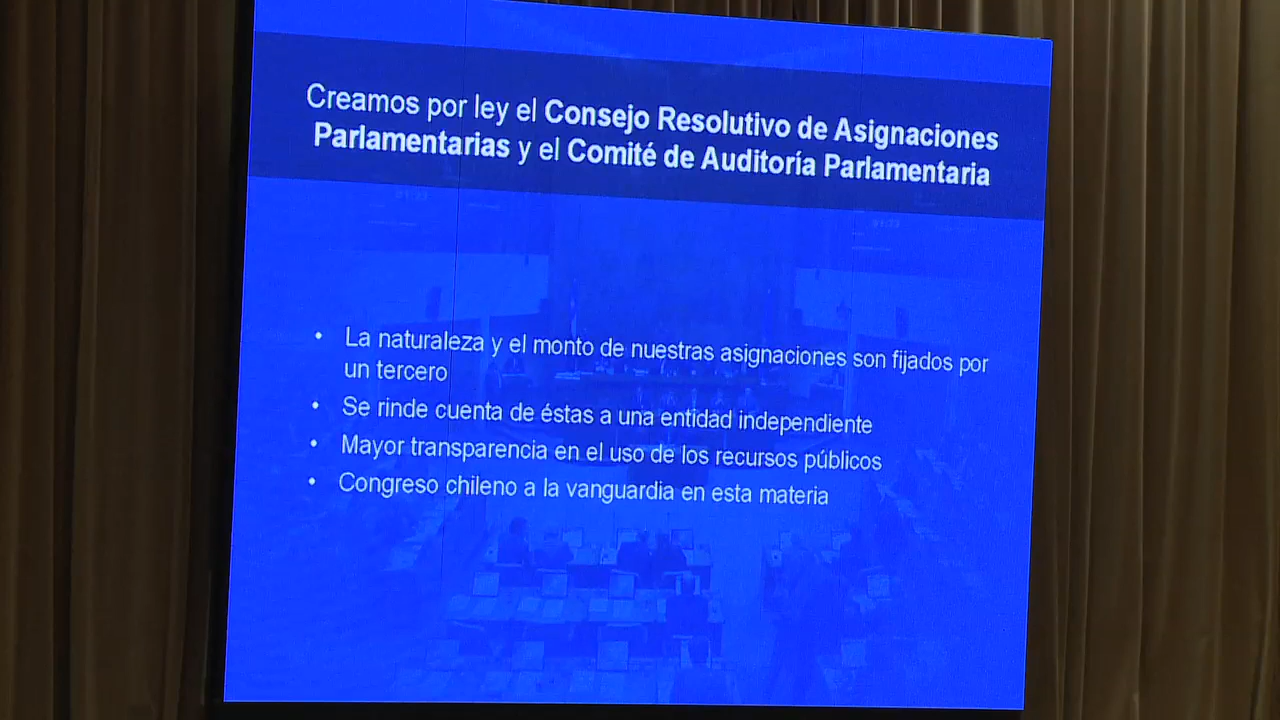 Creamos por ley el Consejo Resolutivo de Asignaciones
Parlamentarias y el Comité de Auditoría Parlamentaria
• La naturaleza y el monto de nuestras asignaciones son fijados por
un tercero
• Se rinde cuenta de éstas a una entidad independiente
• Mayor transparencia en el uso de los recursos públicos
• Congreso chileno a la vanguardia en esta materia